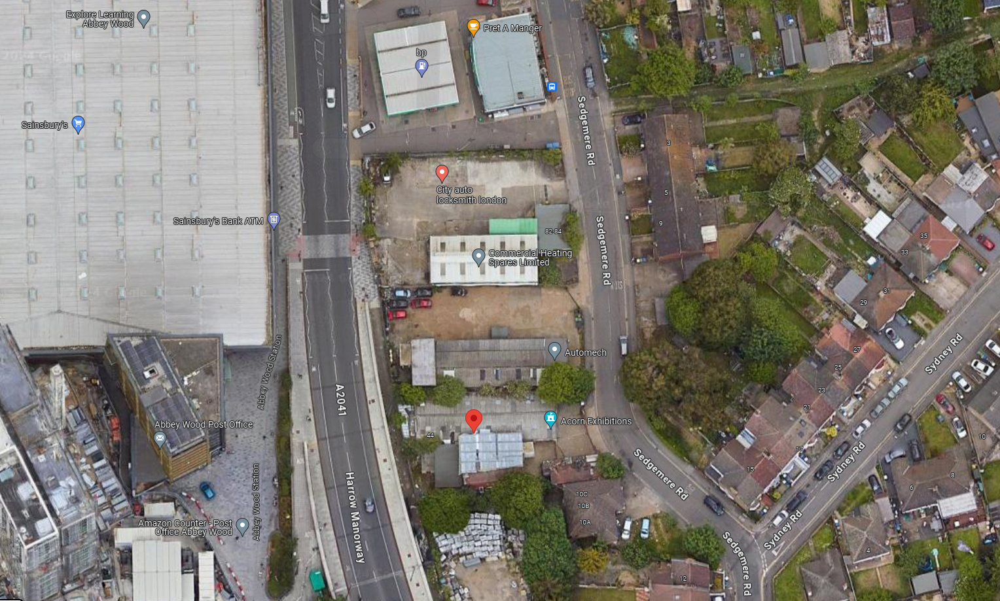 Explore Learning
Abbey Wood
Pret A Manger
bp
Sainsbury's
Sedgemere Rd
3
City auto
locksmith london
5
Sainsbury's Bank ATM
9
82-84
Sedgemere Rd
35
33
Commercial Heating
Spares Limited
BUS
31
29
Abbey Wood Station
Automech
27
Sydney Rd
25
A2041
23
21
Acorn Exhibitions
Abbey Wood Post Office
44
10
17
Sydney Rd
15
Sedgemere Rd
8
6
Harrow Manorway
Abbey Wood Station
10C
10B
10A
Amazon Counter - Post
Office Abbey Wood
Sydney Rd
4
Sedgemere Rd
12